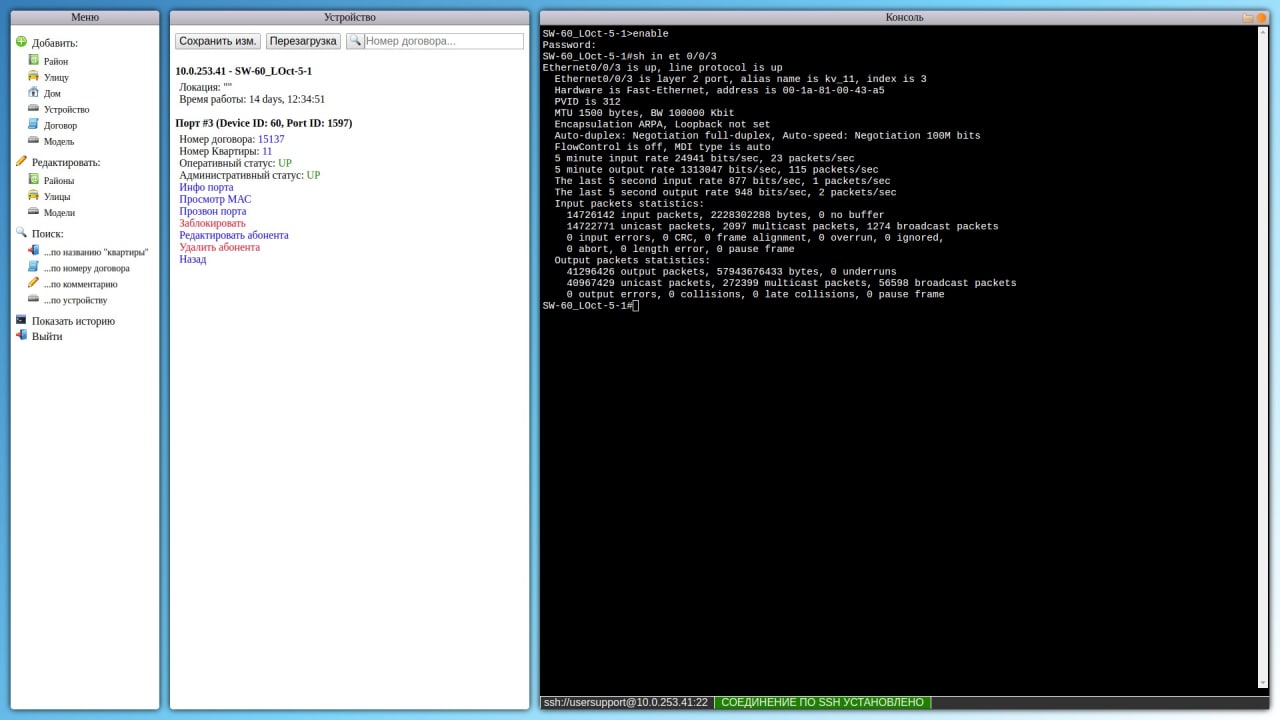 Меню
Добавить:
Район
Улицу
Дом
Устройство
Договор
Модель
Редактировать:
Районы
Улицы
Модели
Поиск:
...по названию "квартиры"
...по номеру договора
...по комментарию
...по устройству
Показать историю
Выйти
Устройство
Сохранить изм. Перезагрузка Номер договора...
10.0.253.41 - SW-60_LOct-5-1
Локация: ""
Время работы: 14 days, 12:34:51
Порт #3 (Device ID: 60, Port ID: 1597)
Номер договора: 15137
Номер Квартиры: 11
Оперативный статус: UP
Административный статус: UP
Инфо порта
Просмотр MAC
Прозвон порта
Заблокировать
Редактировать абонента
Удалить абонента
Назад
Консоль
SW-60_LOct-5-1>enable
Password:
SW-60_LOct-5-1#sh in et 0/0/3
Ethernet0/0/3 is up, line protocol is up
Ethernet0/0/3 is layer 2 port, alias name is kv_11, index is 3
Hardware is Fast-Ethernet, address is 00-1a-81-00-43-a5
PVID is 312
MTU 1500 bytes, BW 100000 Kbit
Encapsulation ARPA, Loopback not set
Auto-duplex: Negotiation full-duplex, Auto-speed: Negotiation 100M bits
FlowControl is off, MDI type is auto
5 minute input rate 24941 bits/sec, 23 packets/sec
5 minute output rate 1313047 bits/sec, 115 packets/sec
The last 5 second input rate 877 bits/sec, 1 packets/sec
The last 5 second output rate 948 bits/sec, 2 packets/sec
Input packets statistics:
14726142 input packets, 2228302288 bytes, 0 no buffer
14722771 unicast packets, 2097 multicast packets, 1274 broadcast packets
0 input errors, 0 CRC, 0 frame alignment, 0 overrun, 0 ignored,
0 abort, 0 length error, 0 pause frame
Output packets statistics:
41296426 output packets, 57943676433 bytes, 0 underruns
40967429 unicast packets, 272399 multicast packets, 56598 broadcast packets
0 output errors, 0 collisions, 0 late collisions, 0 pause frame
SW-60_LOct-5-1#
ssh://usersupport@10.0.253.41:22 СОЕДИНЕНИЕ ПО SSH УСТАНОВЛЕНО